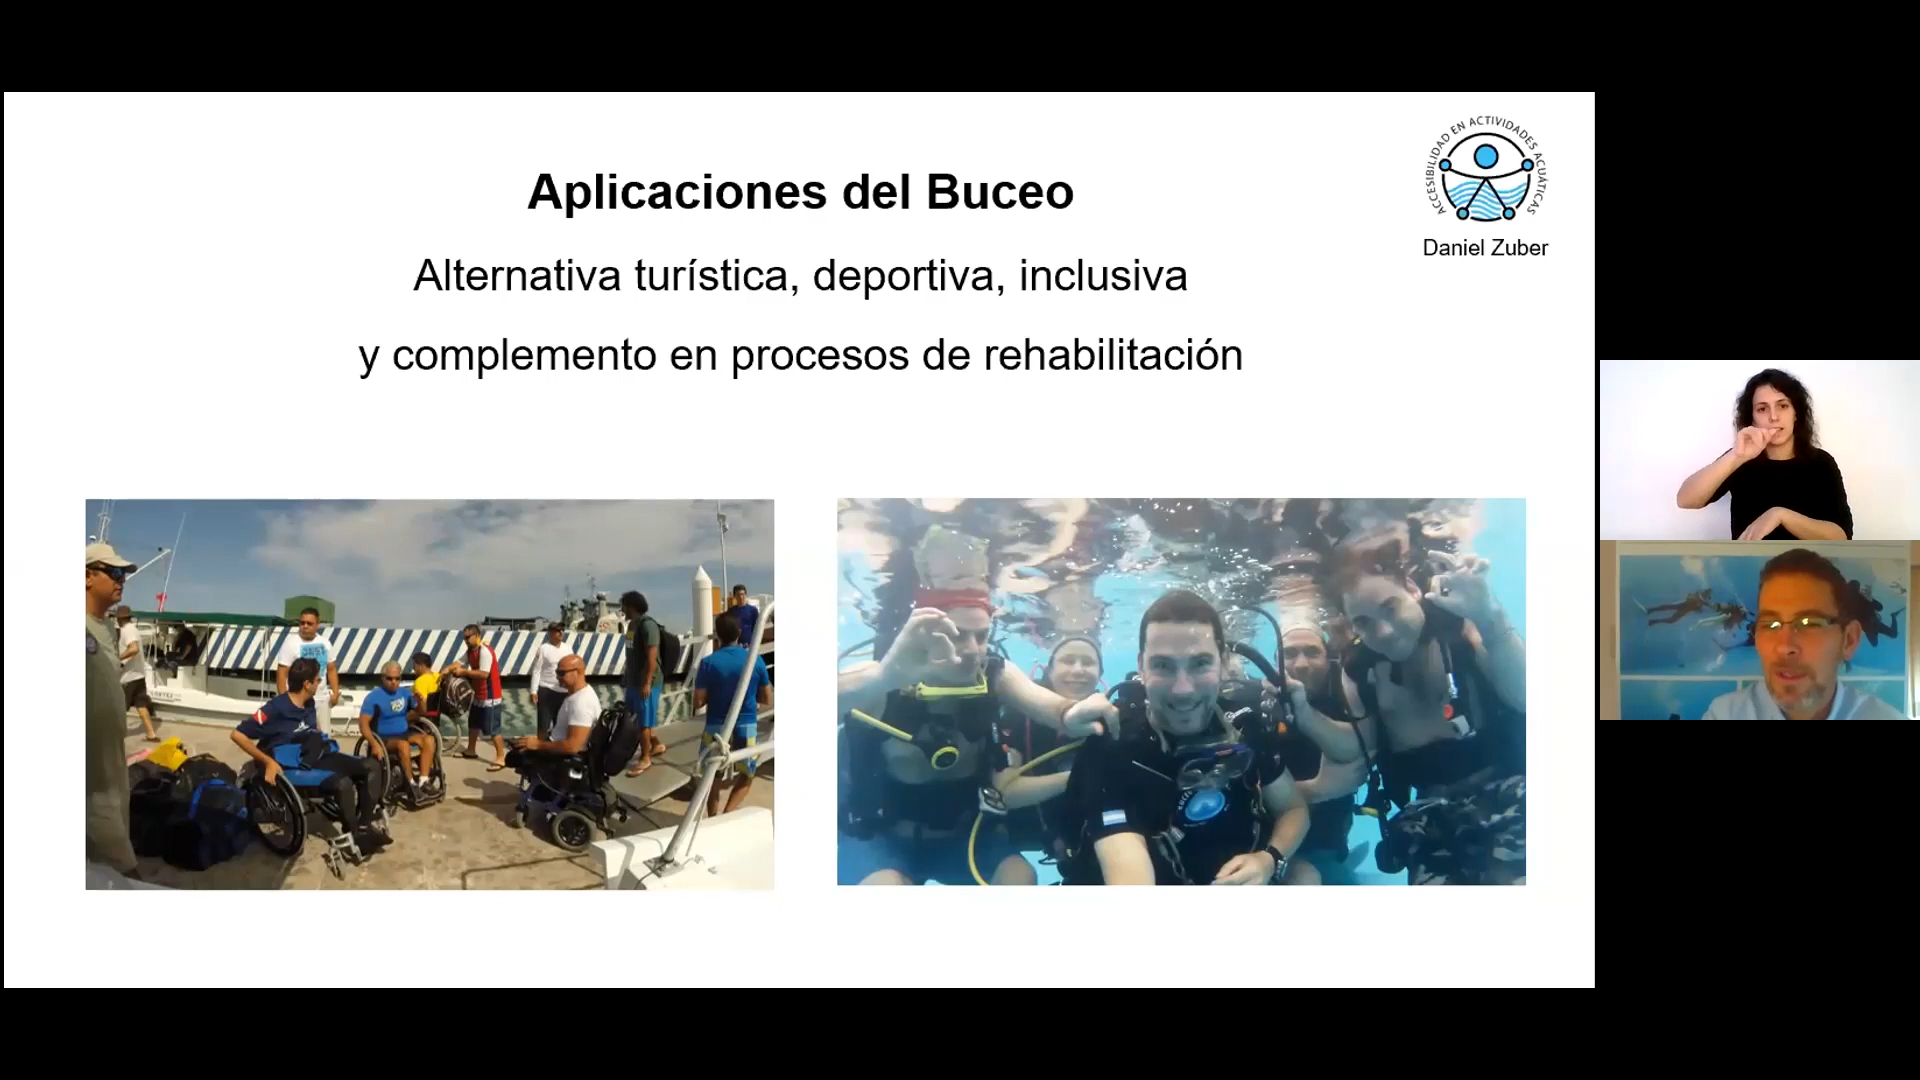 Aplicaciones del Buceo
Alternativa turística, deportiva, inclusiva
y complemento en procesos de rehabilitación
ACCESIBILIDAD EN ACTIVIDADES ACUÁTICAS
Daniel Zuber